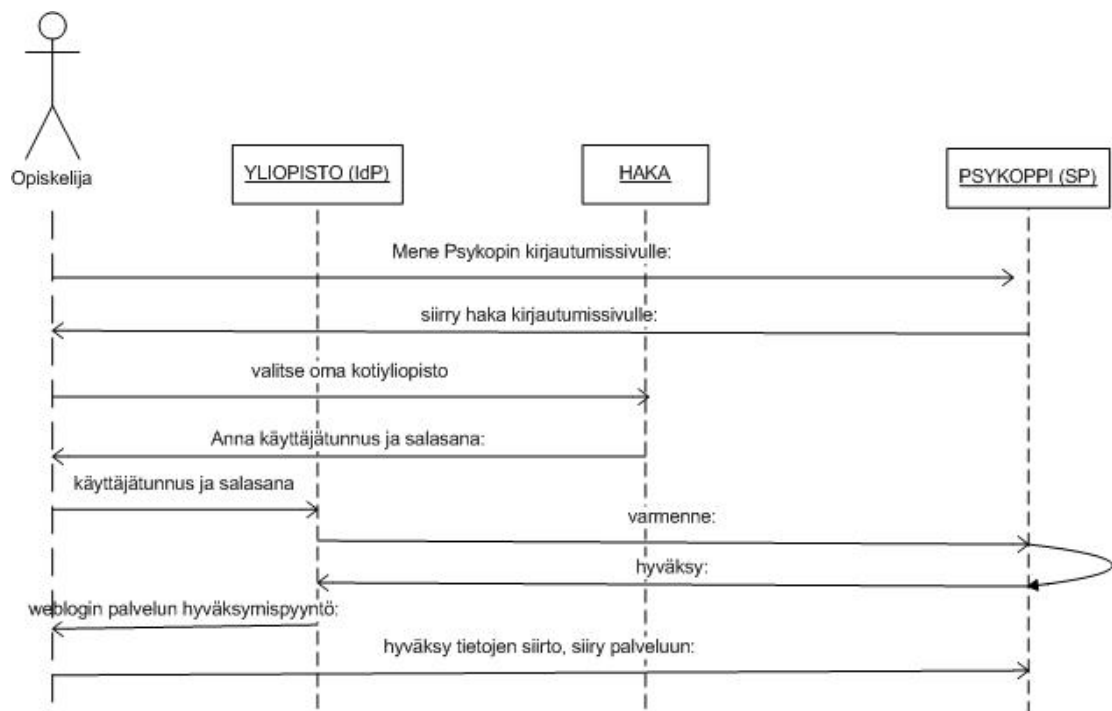 Opiskelija
YLIOPISTO (IdP)
HAKA
PSYKOPPI (SP)
Mene Psykopin kirjautumissivulle:
siirry haka kirjautumissivulle:
valitse oma kotiyliopisto
Anna käyttäjätunnus ja salasana:
käyttäjätunnus ja salasana
varmenne:
hyväksy:
weblogin palvelun hyväksymispyyntö:
hyväksy tietojen siirto, siiry palveluun: